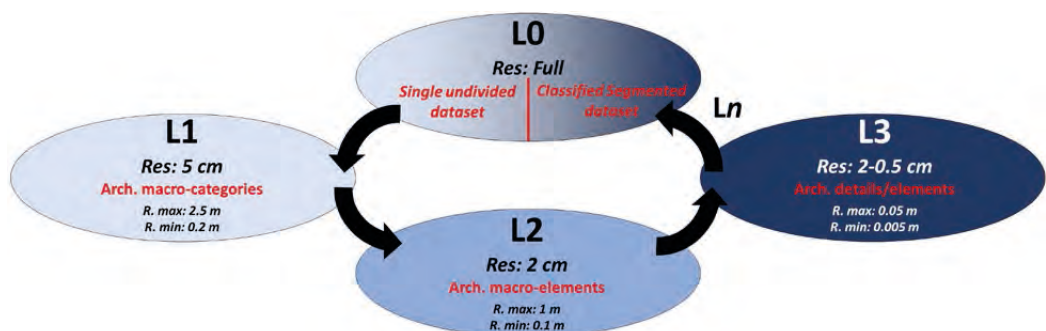 L0
Res: Full
Single undivided
dataset
Classified Segmented
dataset
Ln
L1
Res: 5 cm
Arch. macro-categories
R. max: 2.5 m
R. min: 0.2 m
L2
Res: 2 cm
Arch. macro-elements
R. max: 1 m
R. min: 0.1 m
L3
Res: 2-0.5 cm
Arch. details/elements
R. max: 0.05 m
R. min: 0.005 m